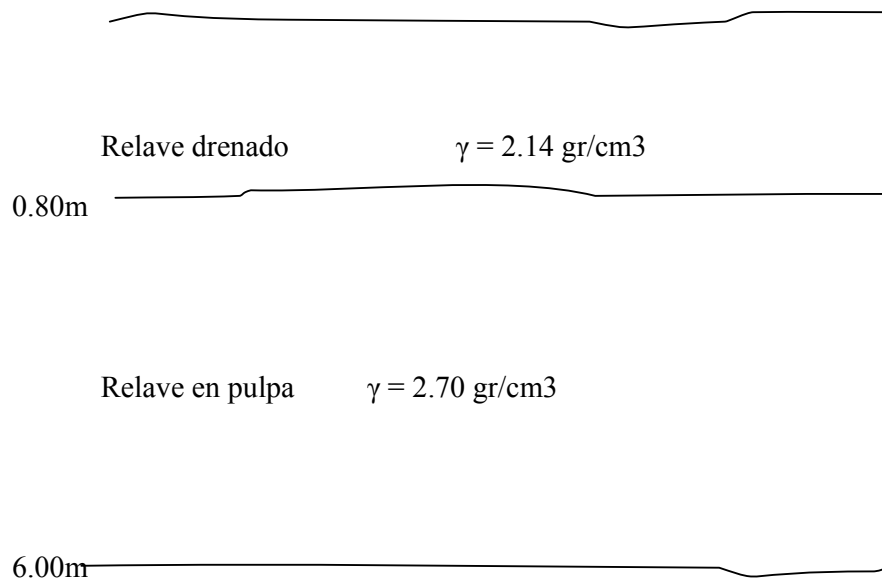 Relave drenado γ = 2.14 gr/cm3
0.80m
Relave en pulpa γ = 2.70 gr/cm3
6.00m